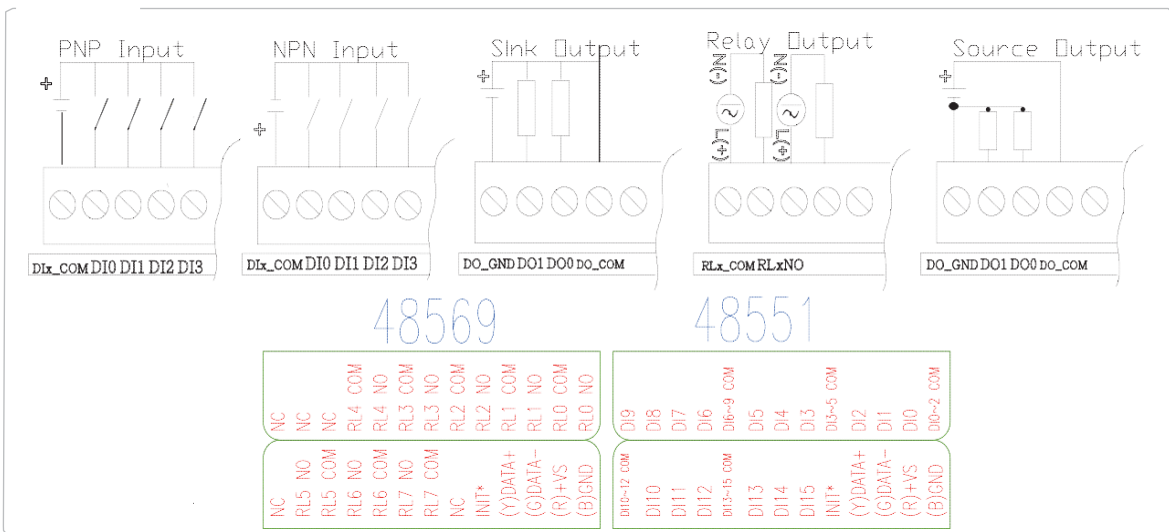 PNP Input
NPN Input
Sink Output
Relay Output
Source Output
+
+
+
N(-)
N(-)
+
L(+)
L(+)
DIx_COM DI0 DI1 DI2 DI3
DIx_COM DI0 DI1 DI2 DI3
DO_GND DO1 DO0 DO_COM
RLx_COM RLxNO
DO_GND DO1 DO0 DO_COM
48569
48551
NC
NC
NC
RL4 COM
RL4 NO
RL3 COM
RL3 NO
RL2 COM
RL2 NO
RL1 COM
RL1 NO
RL0 COM
RL0 NO
DI9
DI8
DI7
DI6
DI6~9 COM
DI5
DI4
DI3
DI3~5 COM
DI2
DI1
DI0
DI0~2 COM
NC
RL5 NO
RL5 COM
RL6 NO
RL6 COM
RL7 NO
RL7 COM
NC
INIT*
(Y)DATA+
(G)DATA-
(R)+VS
(B)GND
DI10~12 COM
DI10
DI11
DI12
DI13~15 COM
DI13
DI14
DI15
INIT*
(Y)DATA+
(G)DATA-
(R)+VS
(B)GND